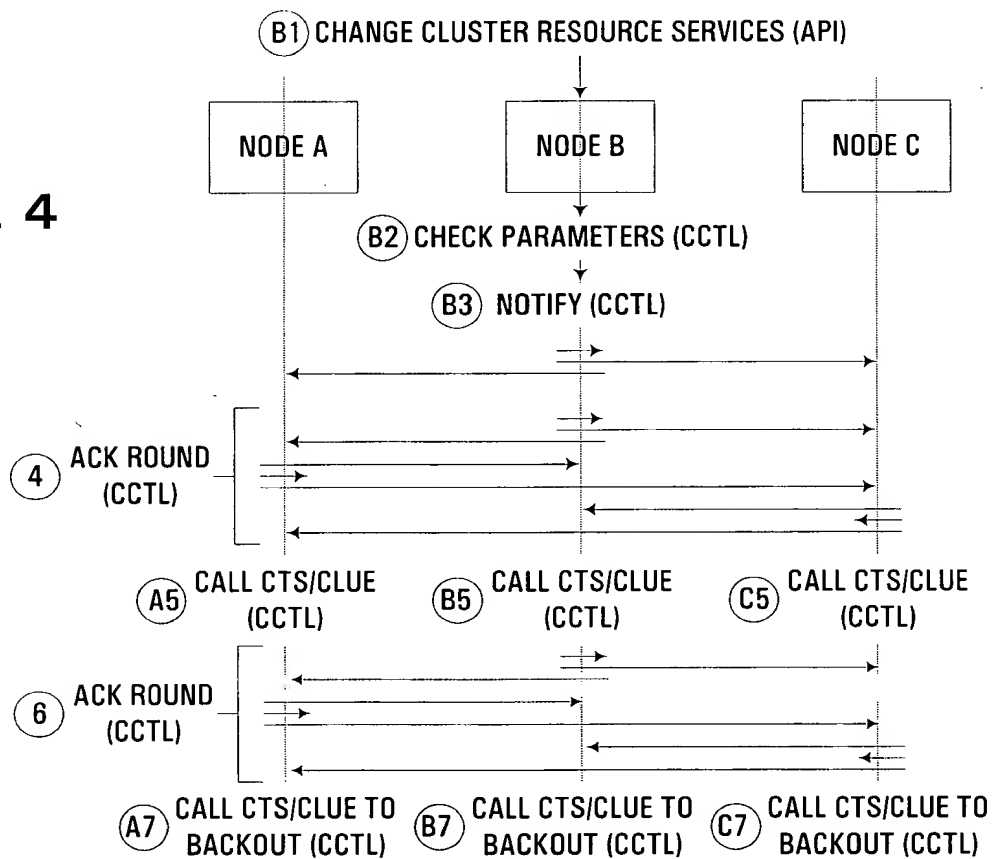 B1 CHANGE CLUSTER RESOURCE SERVICES (API)
NODE A
NODE B
NODE C
4
B2 CHECK PARAMETERS (CCTL)
B3 NOTIFY (CCTL)
4 ACK ROUND
(CCTL)
A5 CALL CTS/CLUE
(CCTL)
B5 CALL CTS/CLUE
(CCTL)
C5 CALL CTS/CLUE
(CCTL)
6 ACK ROUND
(CCTL)
A7 CALL CTS/CLUE TO
BACKOUT (CCTL)
B7 CALL CTS/CLUE TO
BACKOUT (CCTL)
C7 CALL CTS/CLUE TO
BACKOUT (CCTL)